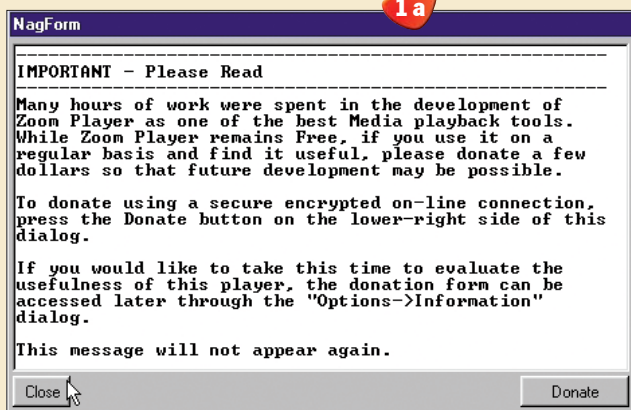 1 a
NagForm
IMPORTANT - Please Read
Many hours of work were spent in the development of
Zoom Player as one of the best Media playback tools.
While Zoom Player remains Free, if you use it on a
regular basis and find it useful, please donate a few
dollars so that future development may be possible.
To donate using a secure encrypted on-line connection,
press the Donate button on the lower-right side of this
dialog.
If you would like to take this time to evaluate the
usefulness of this player, the donation form can be
accessed later through the "Options->Information"
dialog.
This message will not appear again.
Close
Donate